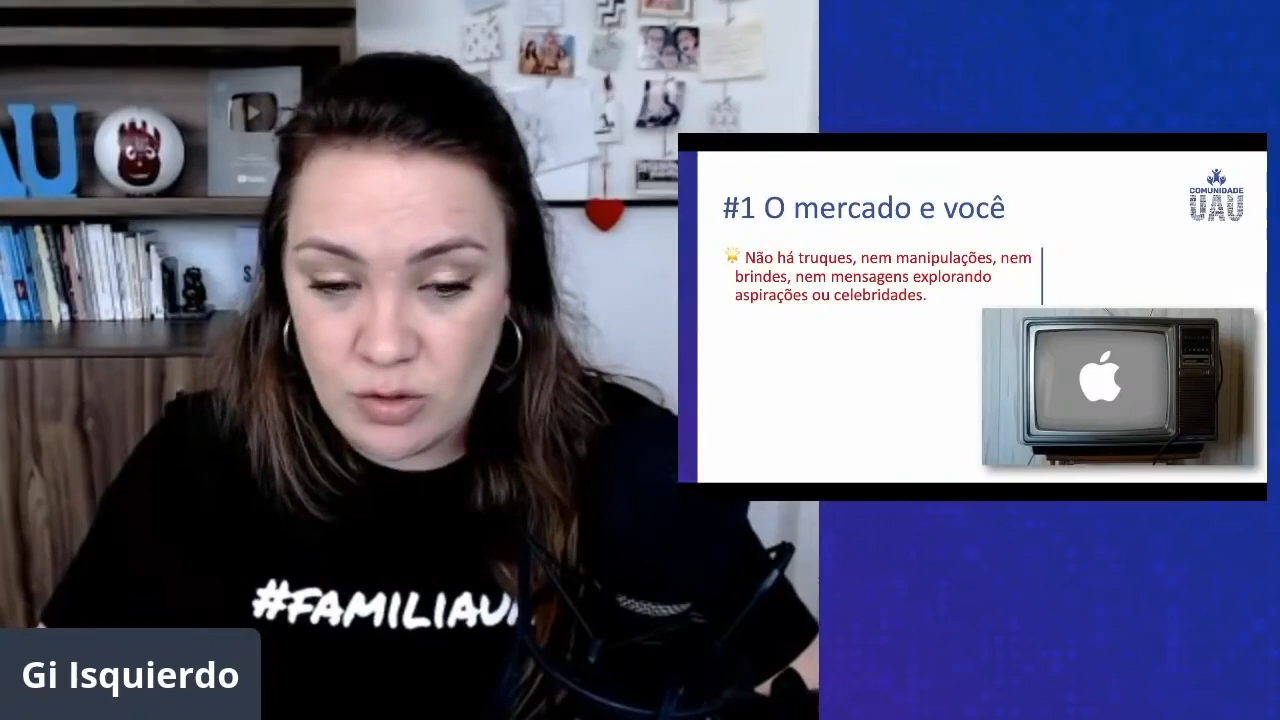 AU
#FAMILIAU
Gi Isquierdo
#1 O mercado e você
COMUNIDADE
UAU
🌟 Não há truques, nem manipulações, nem
brindes, nem mensagens explorando
aspirações ou celebridades.